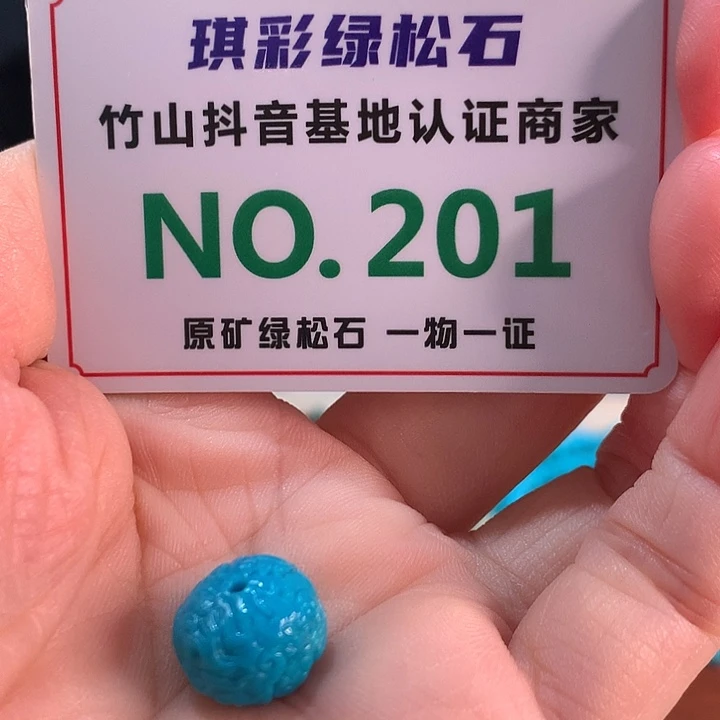 琪彩绿松石
竹山抖音基地认证商家
NO.201
原矿绿松石 一物一证